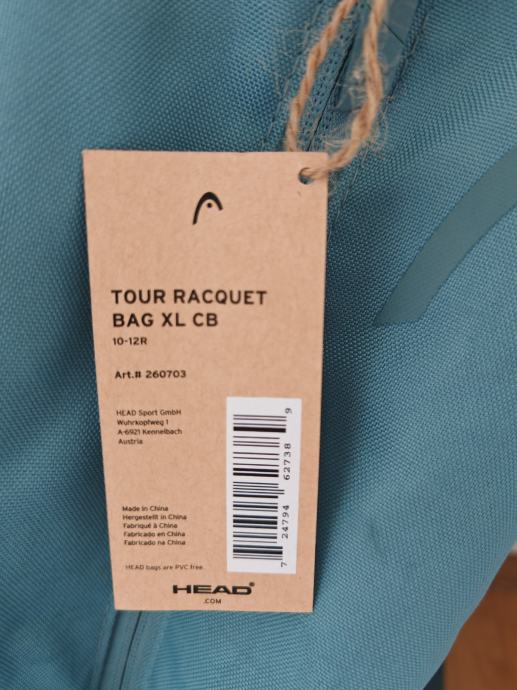 TOUR RACQUET
BAG XL CB
10-12R
Art.# 260703
HEAD Sport GmbH
Wuhrkopfweg 1
A-6921 Kennelbach
Austria
7 24794 62738 9
Made in China
Hergestellt in China
Fabriqué à China
Fabricado en China
Fabricado na China
HEAD bags are PVC free.
HEAD®
.COM